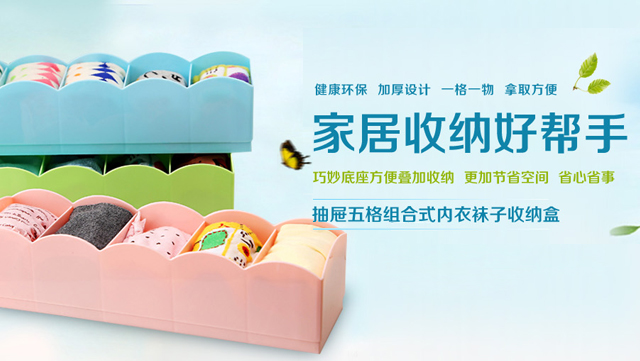 健康环保 加厚设计 一格一物 拿取方便
家居收纳好帮手
巧妙底座方便叠加收纳 更加节省空间 省心省事
抽屉五格组合式内衣袜子收纳盒